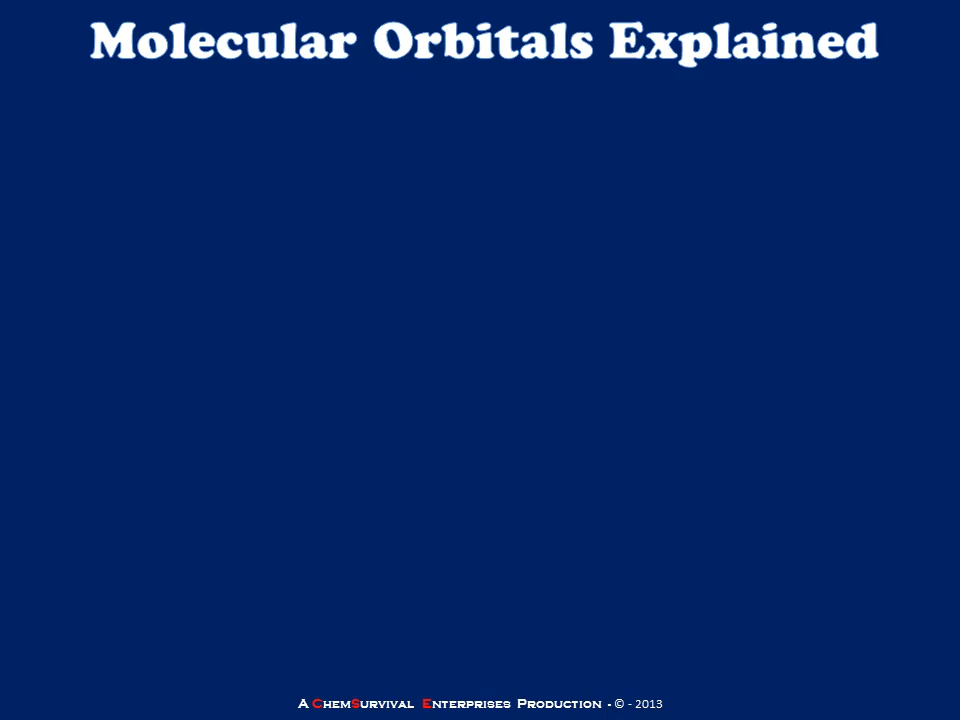 Molecular Orbitals Explained
A ChemSurvival Enterprises Production - © - 2013